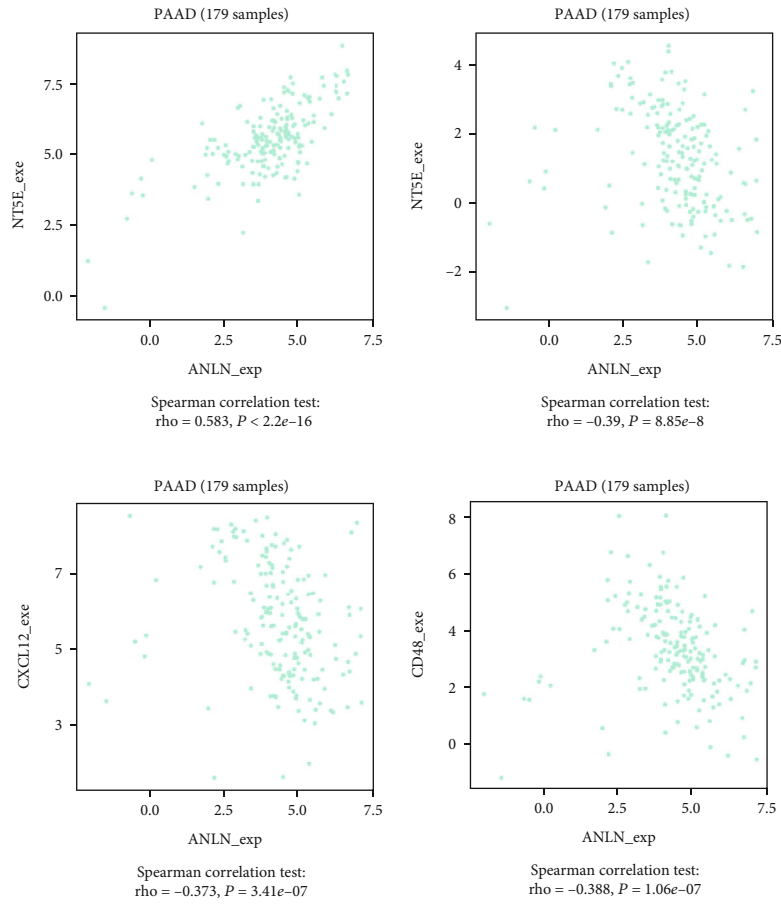 PAAD (179 samples)
NT5E_exe
7.5
5.0
2.5
0.0
0.0
2.5
5.0
7.5
ANLN_exp
Spearman correlation test:
rho = 0.583, P < 2.2e–16
PAAD (179 samples)
NT5E_exe
4
2
0
–2
0.0
2.5
5.0
7.5
ANLN_exp
Spearman correlation test:
rho = –0.39, P = 8.85e–8
PAAD (179 samples)
CXCL12_exe
7
5
3
0.0
2.5
5.0
7.5
ANLN_exp
Spearman correlation test:
rho = –0.373, P = 3.41e–07
PAAD (179 samples)
CD48_exe
8
6
4
2
0
0.0
2.5
5.0
7.5
ANLN_exp
Spearman correlation test:
rho = –0.388, P = 1.06e–07